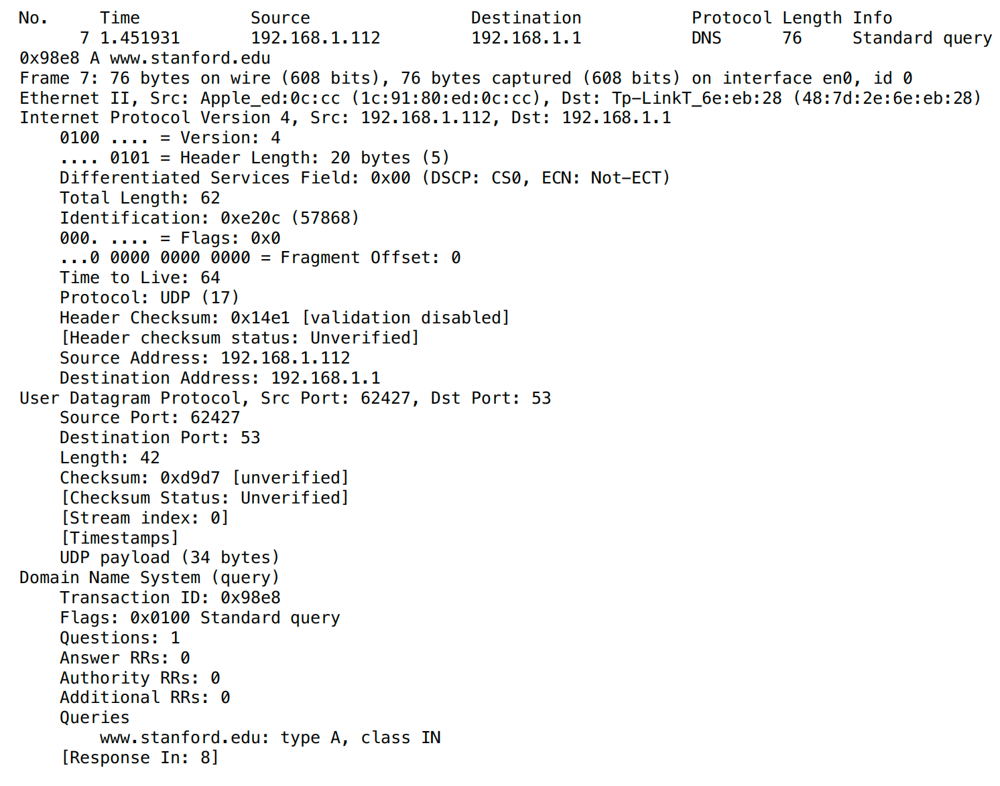 No.     Time           Source                Destination           Protocol Length Info
      7 1.451931       192.168.1.112         192.168.1.1           DNS      76     Standard query
0x98e8 A www.stanford.edu
Frame 7: 76 bytes on wire (608 bits), 76 bytes captured (608 bits) on interface en0, id 0
Ethernet II, Src: Apple_ed:0c:cc (1c:91:80:ed:0c:cc), Dst: Tp-LinkT_6e:eb:28 (48:7d:2e:6e:eb:28)
Internet Protocol Version 4, Src: 192.168.1.112, Dst: 192.168.1.1
    0100 .... = Version: 4
    .... 0101 = Header Length: 20 bytes (5)
    Differentiated Services Field: 0x00 (DSCP: CS0, ECN: Not-ECT)
    Total Length: 62
    Identification: 0xe20c (57868)
    000. .... = Flags: 0x0
    ...0 0000 0000 0000 = Fragment Offset: 0
    Time to Live: 64
    Protocol: UDP (17)
    Header Checksum: 0x14e1 [validation disabled]
    [Header checksum status: Unverified]
    Source Address: 192.168.1.112
    Destination Address: 192.168.1.1
User Datagram Protocol, Src Port: 62427, Dst Port: 53
    Source Port: 62427
    Destination Port: 53
    Length: 42
    Checksum: 0xd9d7 [unverified]
    [Checksum Status: Unverified]
    [Stream index: 0]
    [Timestamps]
    UDP payload (34 bytes)
Domain Name System (query)
    Transaction ID: 0x98e8
    Flags: 0x0100 Standard query
    Questions: 1
    Answer RRs: 0
    Authority RRs: 0
    Additional RRs: 0
    Queries
        www.stanford.edu: type A, class IN
    [Response In: 8]